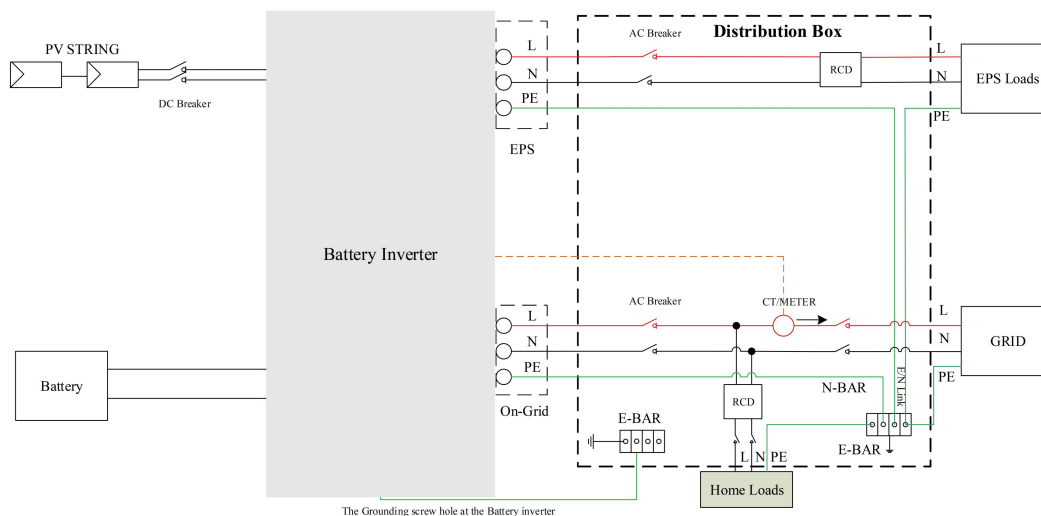 PV STRING
DC Breaker
Battery Inverter
Battery
L
N
PE
EPS
AC Breaker
Distribution Box
RCD
L
N
PE
EPS Loads
L
N
PE
On-Grid
AC Breaker
CT/METER
L
N
PE
GRID
N-BAR
E/N Link
RCD
E-BAR
E-BAR
L N PE
Home Loads
The Grounding screw hole at the Battery inverter